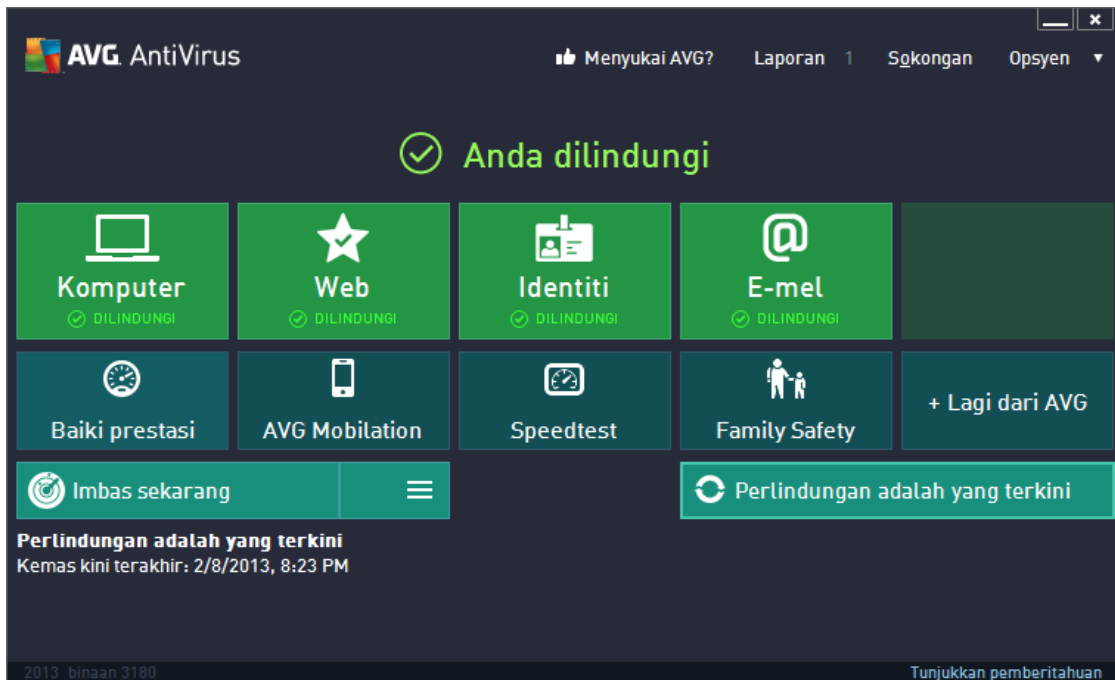 AVG AntiVirus
Menyukai AVG? Laporan 1 Sokongan Opsyen
Anda dilindungi
Komputer Web Identiti E-mel
DILINDUNGI DILINDUNGI DILINDUNGI DILINDUNGI
Baiki prestasi AVG Mobilation Speedtest Family Safety + Lagi dari AVG
Imbas sekarang Perlindungan adalah yang terkini
Perlindungan adalah yang terkini
Kemas kini terakhir: 2/8/2013, 8:23 PM
2013 binaan 3180 Tunjukkan pemberitahuan